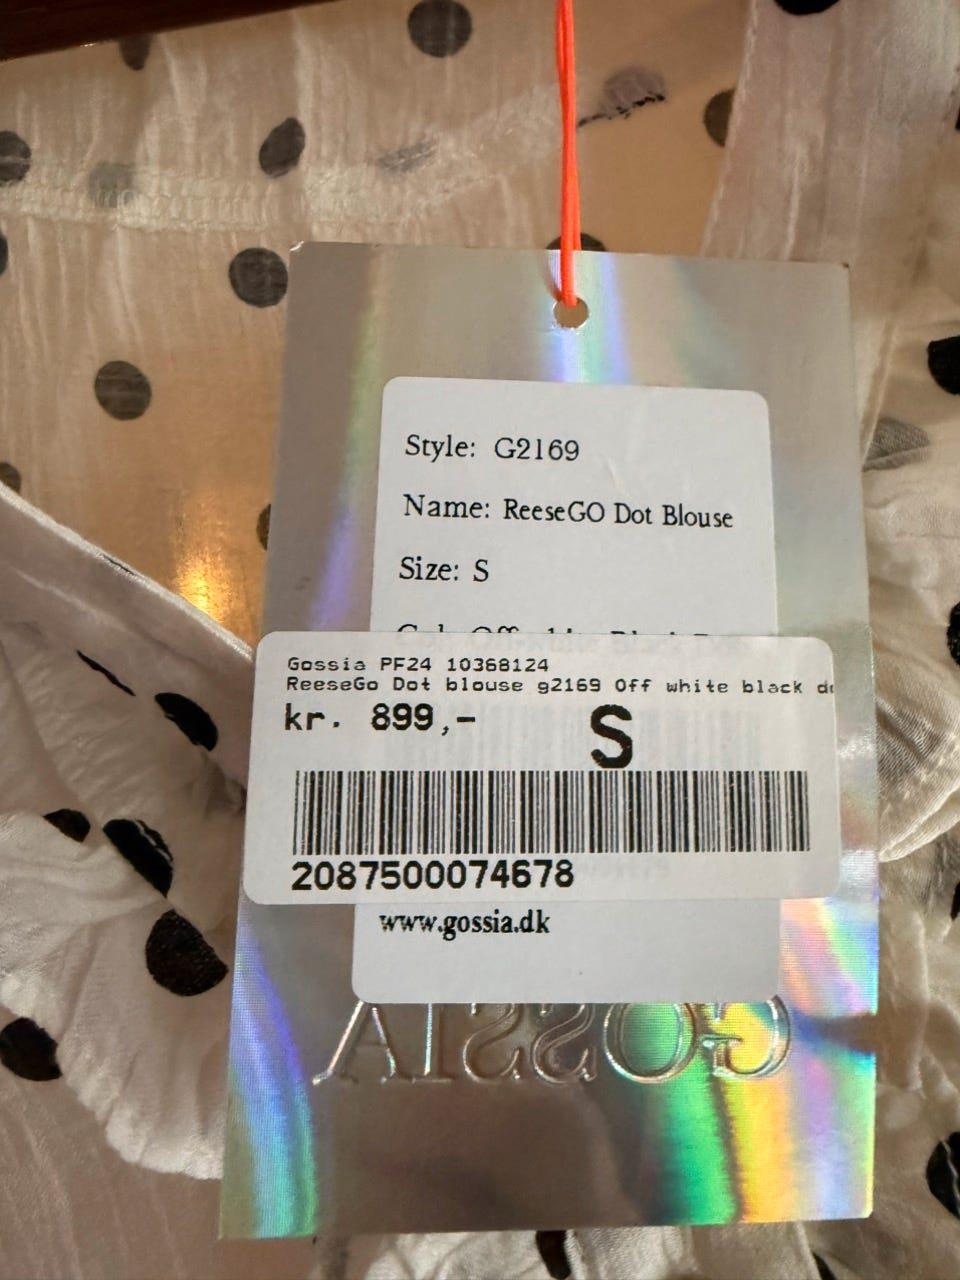 Style: G2169
Name: ReeseGO Dot Blouse
Size: S
Gossia PF24 10368124
ReeseGo Dot blouse g2169 Off white black
kr. 899,-
S
2087500074678
www.gossia.dk
GOSSIA